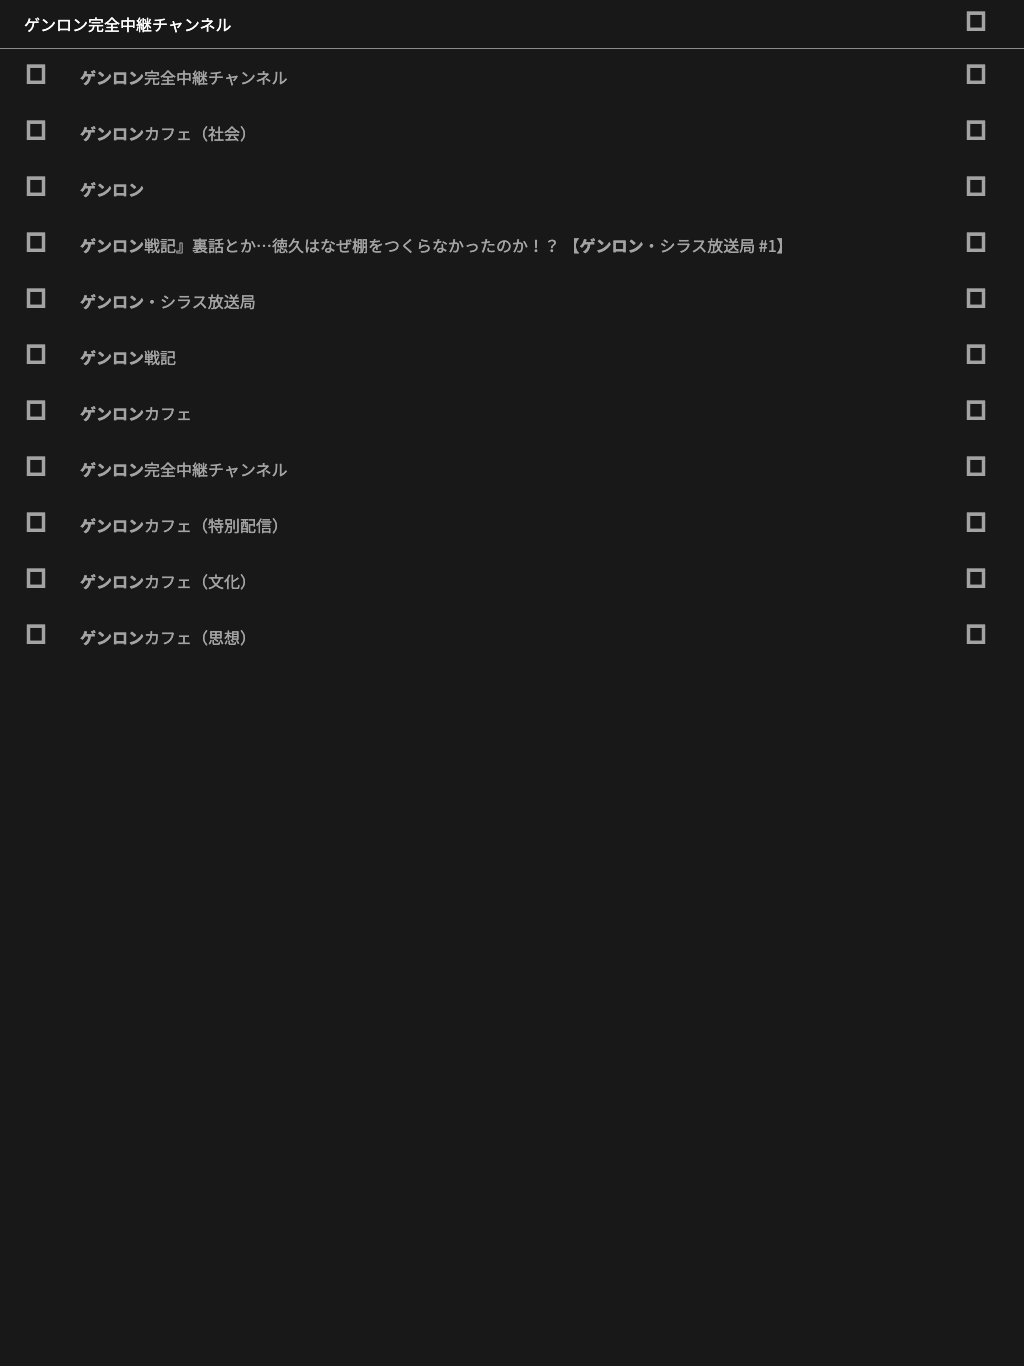 ゲンロン完全中継チャンネル
ゲンロン完全中継チャンネル
ゲンロンカフェ（社会）
ゲンロン
ゲンロン戦記』裏話とか…徳久はなぜ棚をつくらなかったのか！？ 【ゲンロン・シラス放送局 #1】
ゲンロン・シラス放送局
ゲンロン戦記
ゲンロンカフェ
ゲンロン完全中継チャンネル
ゲンロンカフェ（特別配信）
ゲンロンカフェ（文化）
ゲンロンカフェ（思想）